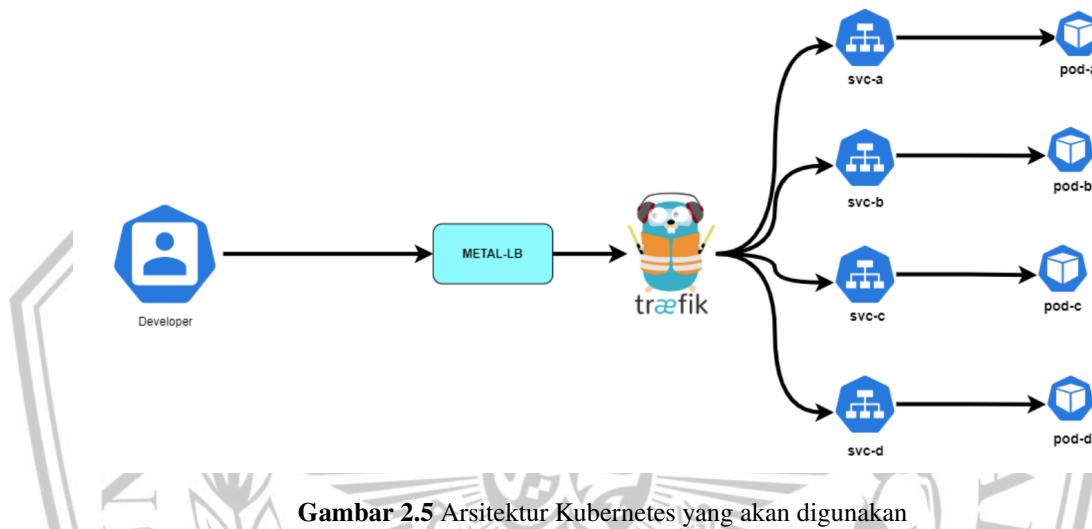 svc-a
pod-a
svc-b
pod-b
METAL-LB
Developer
træfik
svc-c
pod-c
svc-d
pod-d
Gambar 2.5 Arsitektur Kubernetes yang akan digunakan